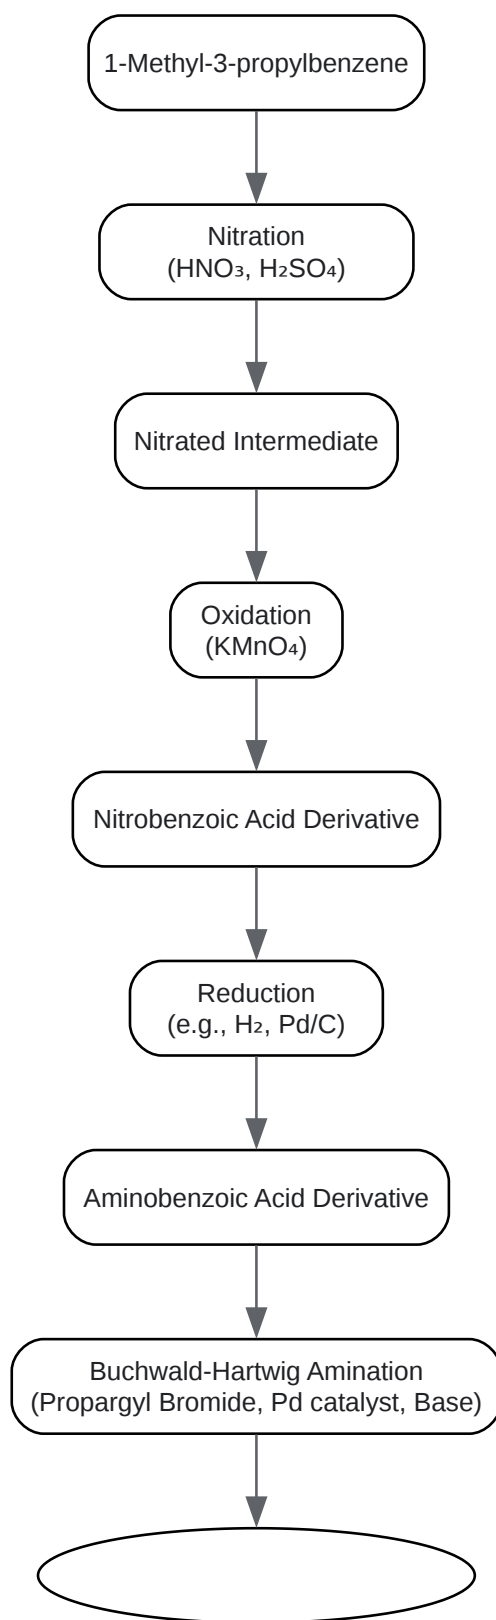 1-Methyl-3-propylbenzene
Nitration
(HNO₃, H₂SO₄)
Nitrated Intermediate
Oxidation
(KMnO₄)
Nitrobenzoic Acid Derivative
Reduction
(e.g., H₂, Pd/C)
Aminobenzoic Acid Derivative
Buchwald-Hartwig Amination
(Propargyl Bromide, Pd catalyst, Base)